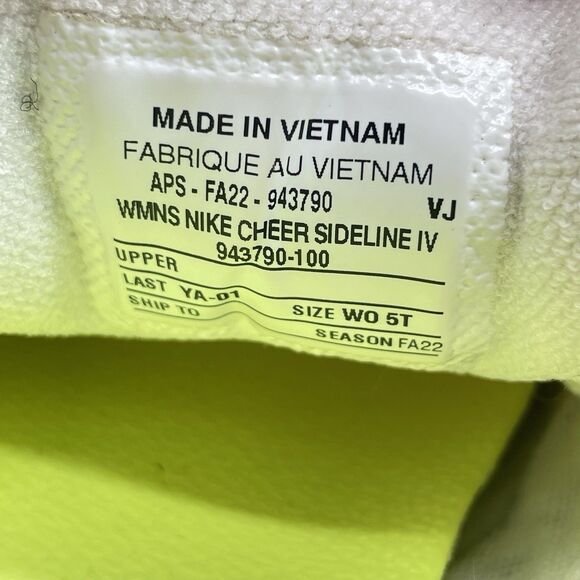 MADE IN VIETNAM
FABRIQUE AU VIETNAM
APS - FA22 - 943790 VJ
WMNS NIKE CHEER SIDELINE IV
943790-100
UPPER
LAST YA-01 SIZE WO 5T
SHIP TO SEASON FA22